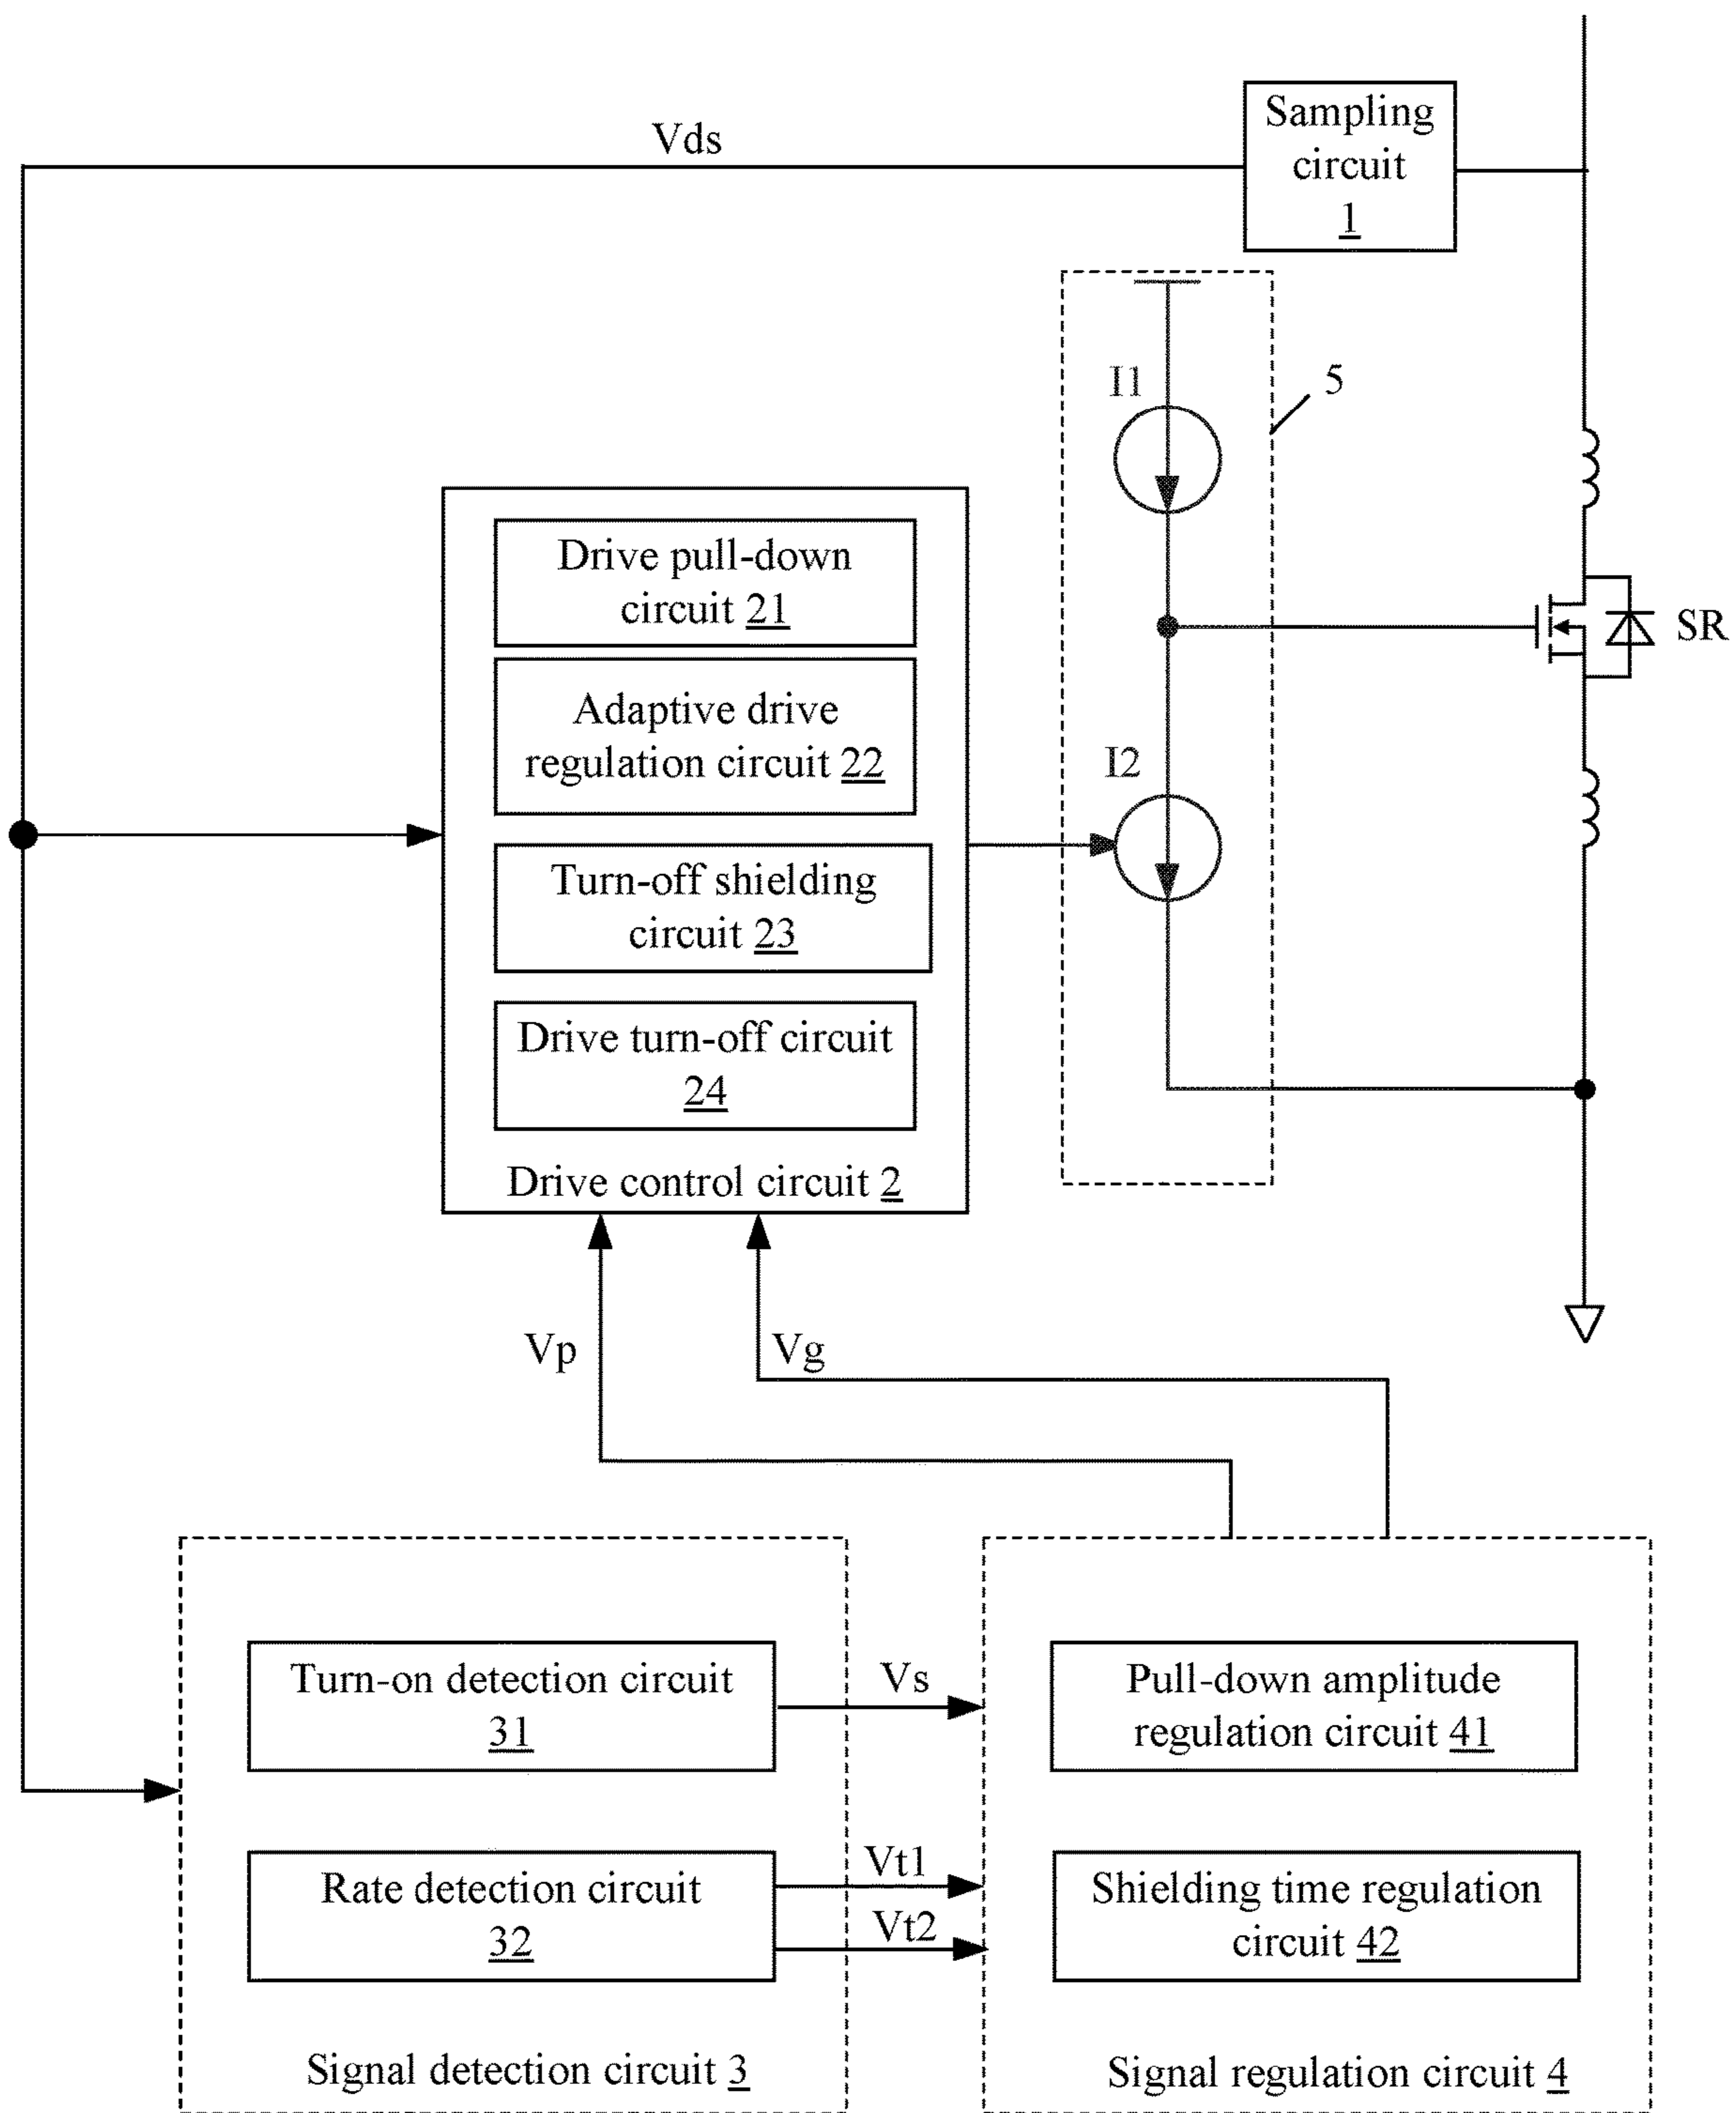 Sampling
circuit
1
Vds
I1
5
Drive pull-down
circuit 21
SR
Adaptive drive
regulation circuit 22
I2
Turn-off shielding
circuit 23
Drive turn-off circuit
24
Drive control circuit 2
Vp
Vg
Turn-on detection circuit
31
Vs
Pull-down amplitude
regulation circuit 41
Rate detection circuit
32
Vt1
Vt2
Shielding time regulation
circuit 42
Signal detection circuit 3
Signal regulation circuit 4